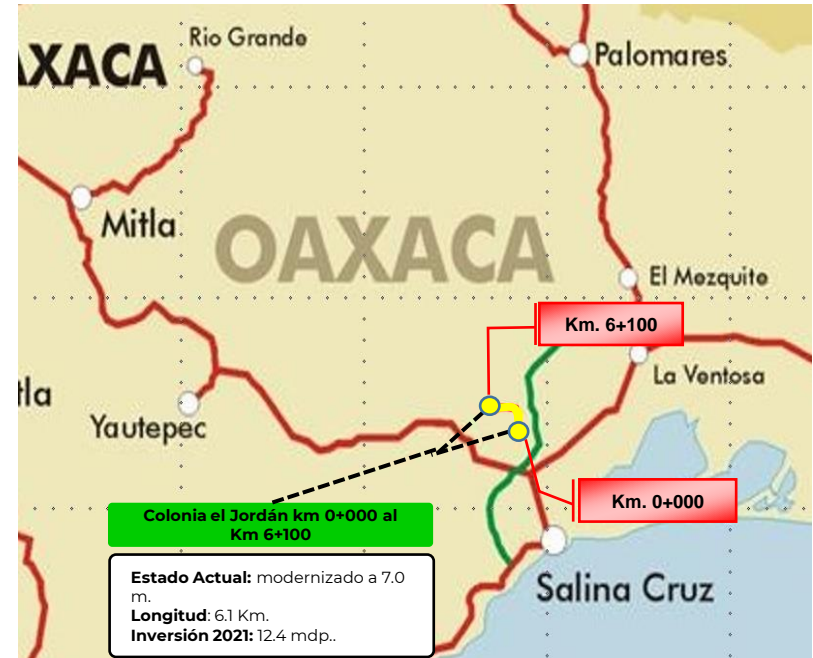 Rio Grande
AXACA
Palomares
Mitla
OAXACA
El Mezquite
Km. 6+100
La Ventosa
tla
Yautepec
Km. 0+000
Colonia el Jordán km 0+000 al
Km 6+100
Estado Actual: modernizado a 7.0
m.
Longitud: 6.1 Km.
Inversión 2021: 12.4 mdp..
Salina Cruz